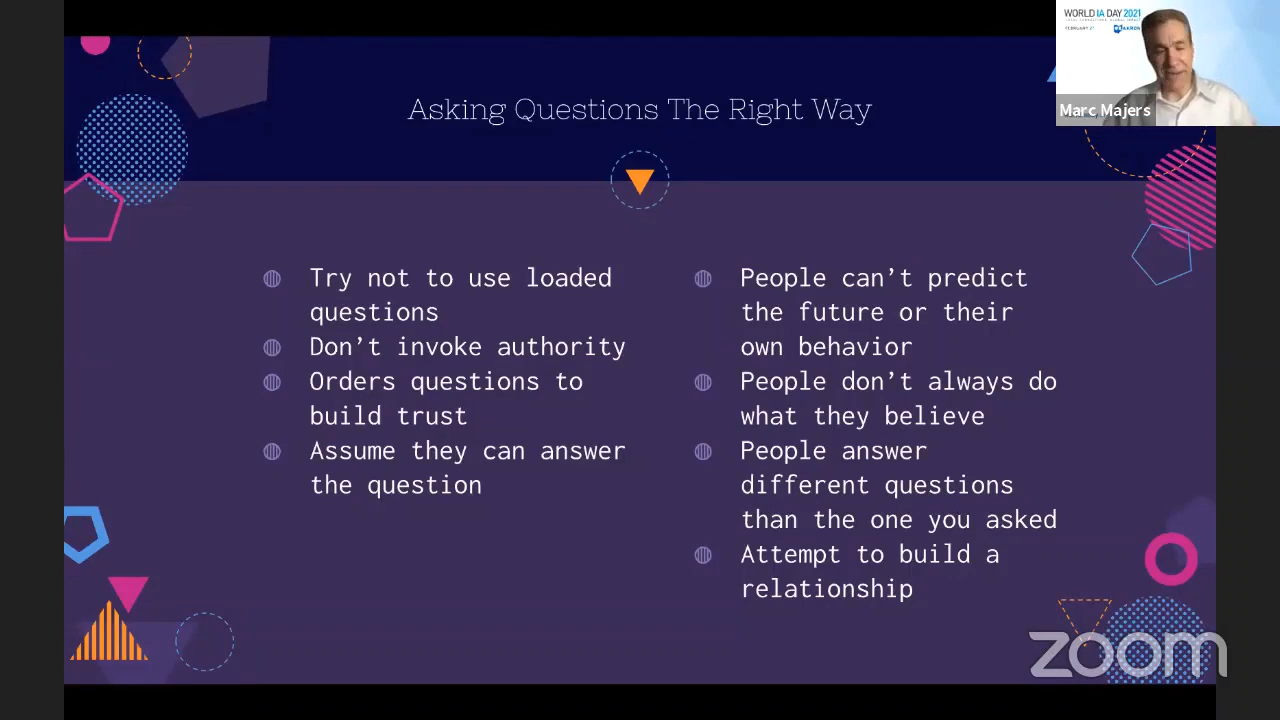 WORLD IA DAY 2021
FEBRUARY 27
AKRON
Marc Majers
Asking Questions The Right Way
Try not to use loaded
questions
Don't invoke authority
Orders questions to
build trust
Assume they can answer
the question
People can't predict
the future or their
own behavior
People don't always do
what they believe
People answer
different questions
than the one you asked
Attempt to build a
relationship
zoom